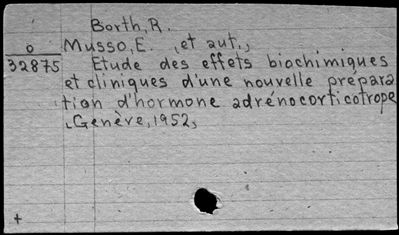 Borth, R.
o Musso, E. , et aut.,
32875 Etude des effets biochimiques
et cliniques d'une nouvelle prépara
tion d'hormone adrénocorticotrope
, Genève, 1952,
+